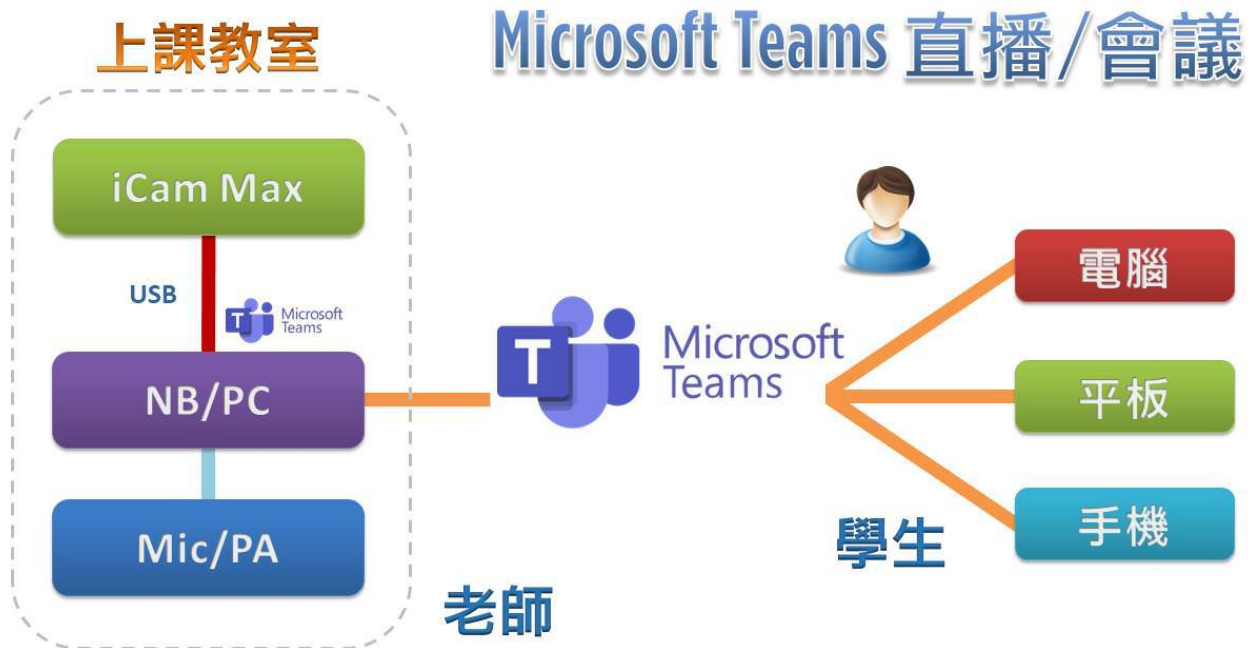 上課教室
Microsoft Teams 直播/會議
iCam Max
USB
Microsoft
Teams
NB/PC
Mic/PA
老師
Microsoft
Teams
學生
電腦
平板
手機